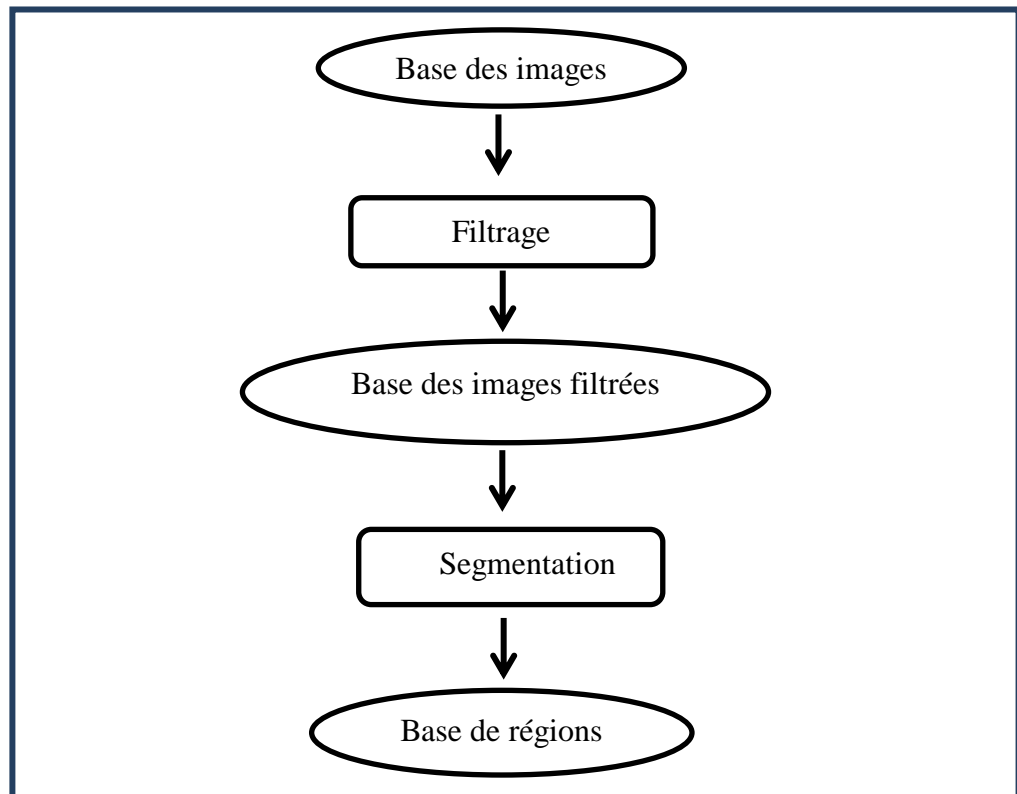 Base des images
Filtrage
Base des images filtrées
Segmentation
Base de régions